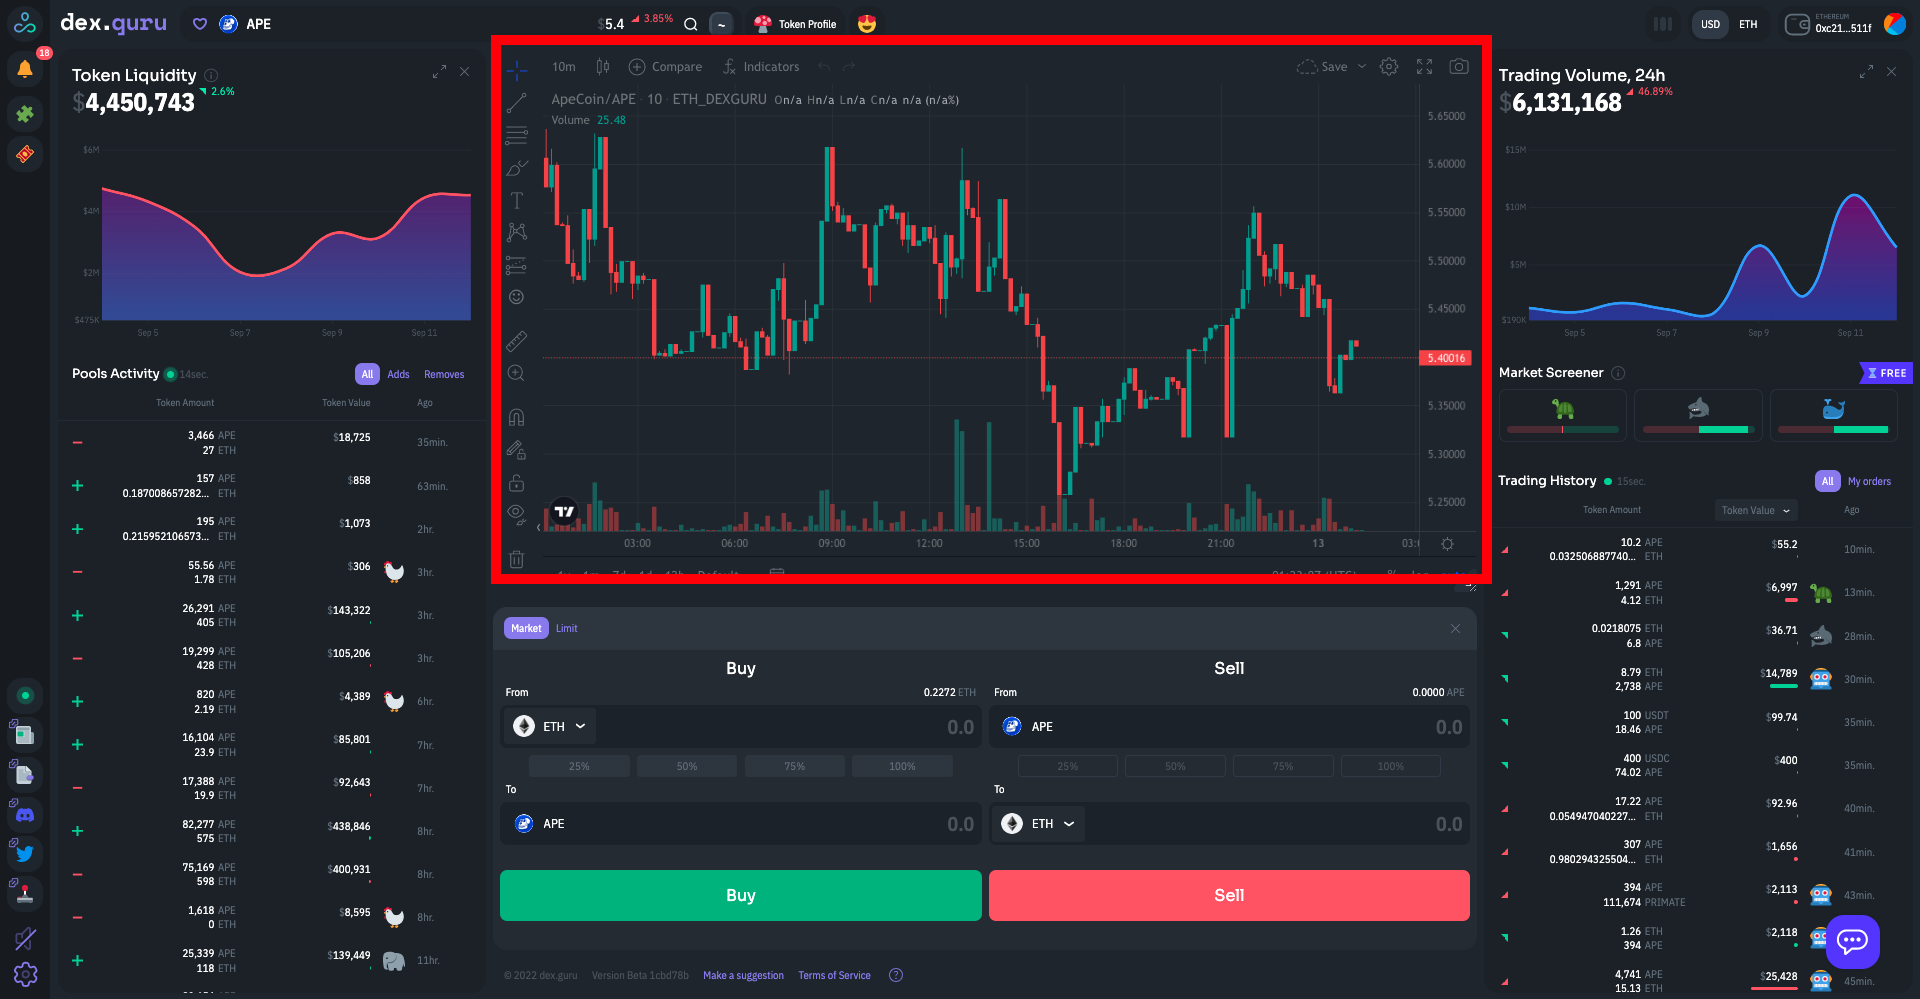 dex.guru
APE
$5.4 3.85%
~
Token Profile
USD ETH
ETHEREUM
0xc21...511f
18
Token Liquidity
$4,450,743 2.6%
$6M
$4M
$2M
$475K
Sep 5 Sep 7 Sep 9 Sep 11
Pools Activity 14sec. All Adds Removes
Token Amount Token Value Ago
3,466 APE $18,725 35min.
27 ETH
157 APE $858 63min.
0.187008657282... ETH
195 APE $1,073 2hr.
0.215952106573... ETH
55.56 APE $306 3hr.
1.78 ETH
26,291 APE $143,322 3hr.
405 ETH
19,299 APE $105,206 3hr.
428 ETH
820 APE $4,389 6hr.
2.19 ETH
16,104 APE $85,801 7hr.
23.9 ETH
17,388 APE $92,643 7hr.
19.9 ETH
82,277 APE $438,846 8hr.
575 ETH
75,169 APE $400,931 8hr.
598 ETH
1,618 APE $8,595 8hr.
0 ETH
25,339 APE $139,449 11hr.
118 ETH
10m Compare Indicators Save
ApeCoin/APE · 10 · ETH_DEXGURU On/a Hn/a Ln/a Cn/a n/a (n/a%)
Volume 25.48
5.65000
5.60000
5.55000
5.50000
5.45000
5.40016
5.35000
5.30000
5.25000
03:00 06:00 09:00 12:00 15:00 18:00 21:00 13
Market Limit
Buy
From 0.2272 ETH
ETH 0.0
25% 50% 75% 100%
To
APE 0.0
Buy
Sell
From 0.0000 APE
APE 0.0
25% 50% 75% 100%
To
ETH 0.0
Sell
© 2022 dex.guru Version Beta 1cbd78b Make a suggestion Terms of Service ?
Trading Volume, 24h
$6,131,168 46.89%
$15M
$10M
$5M
$190K
Sep 5 Sep 7 Sep 9 Sep 11
Market Screener FREE
Trading History 15sec. All My orders
Token Amount Token Value Ago
10.2 APE $55.2 10min.
0.032506887740... ETH
1,291 APE $6,997 13min.
4.12 ETH
0.0218075 ETH $36.71 28min.
6.8 APE
8.79 ETH $14,789 30min.
2,738 APE
100 USDT $99.74 35min.
18.46 APE
400 USDC $400 35min.
74.02 APE
17.22 APE $92.96 40min.
0.054947040227... ETH
307 APE $1,656 41min.
0.980294325504... ETH
394 APE $2,113 43min.
111,674 PRIMATE
1.26 ETH $2,118
394 APE
4,741 APE $25,428 45min.
15.13 ETH